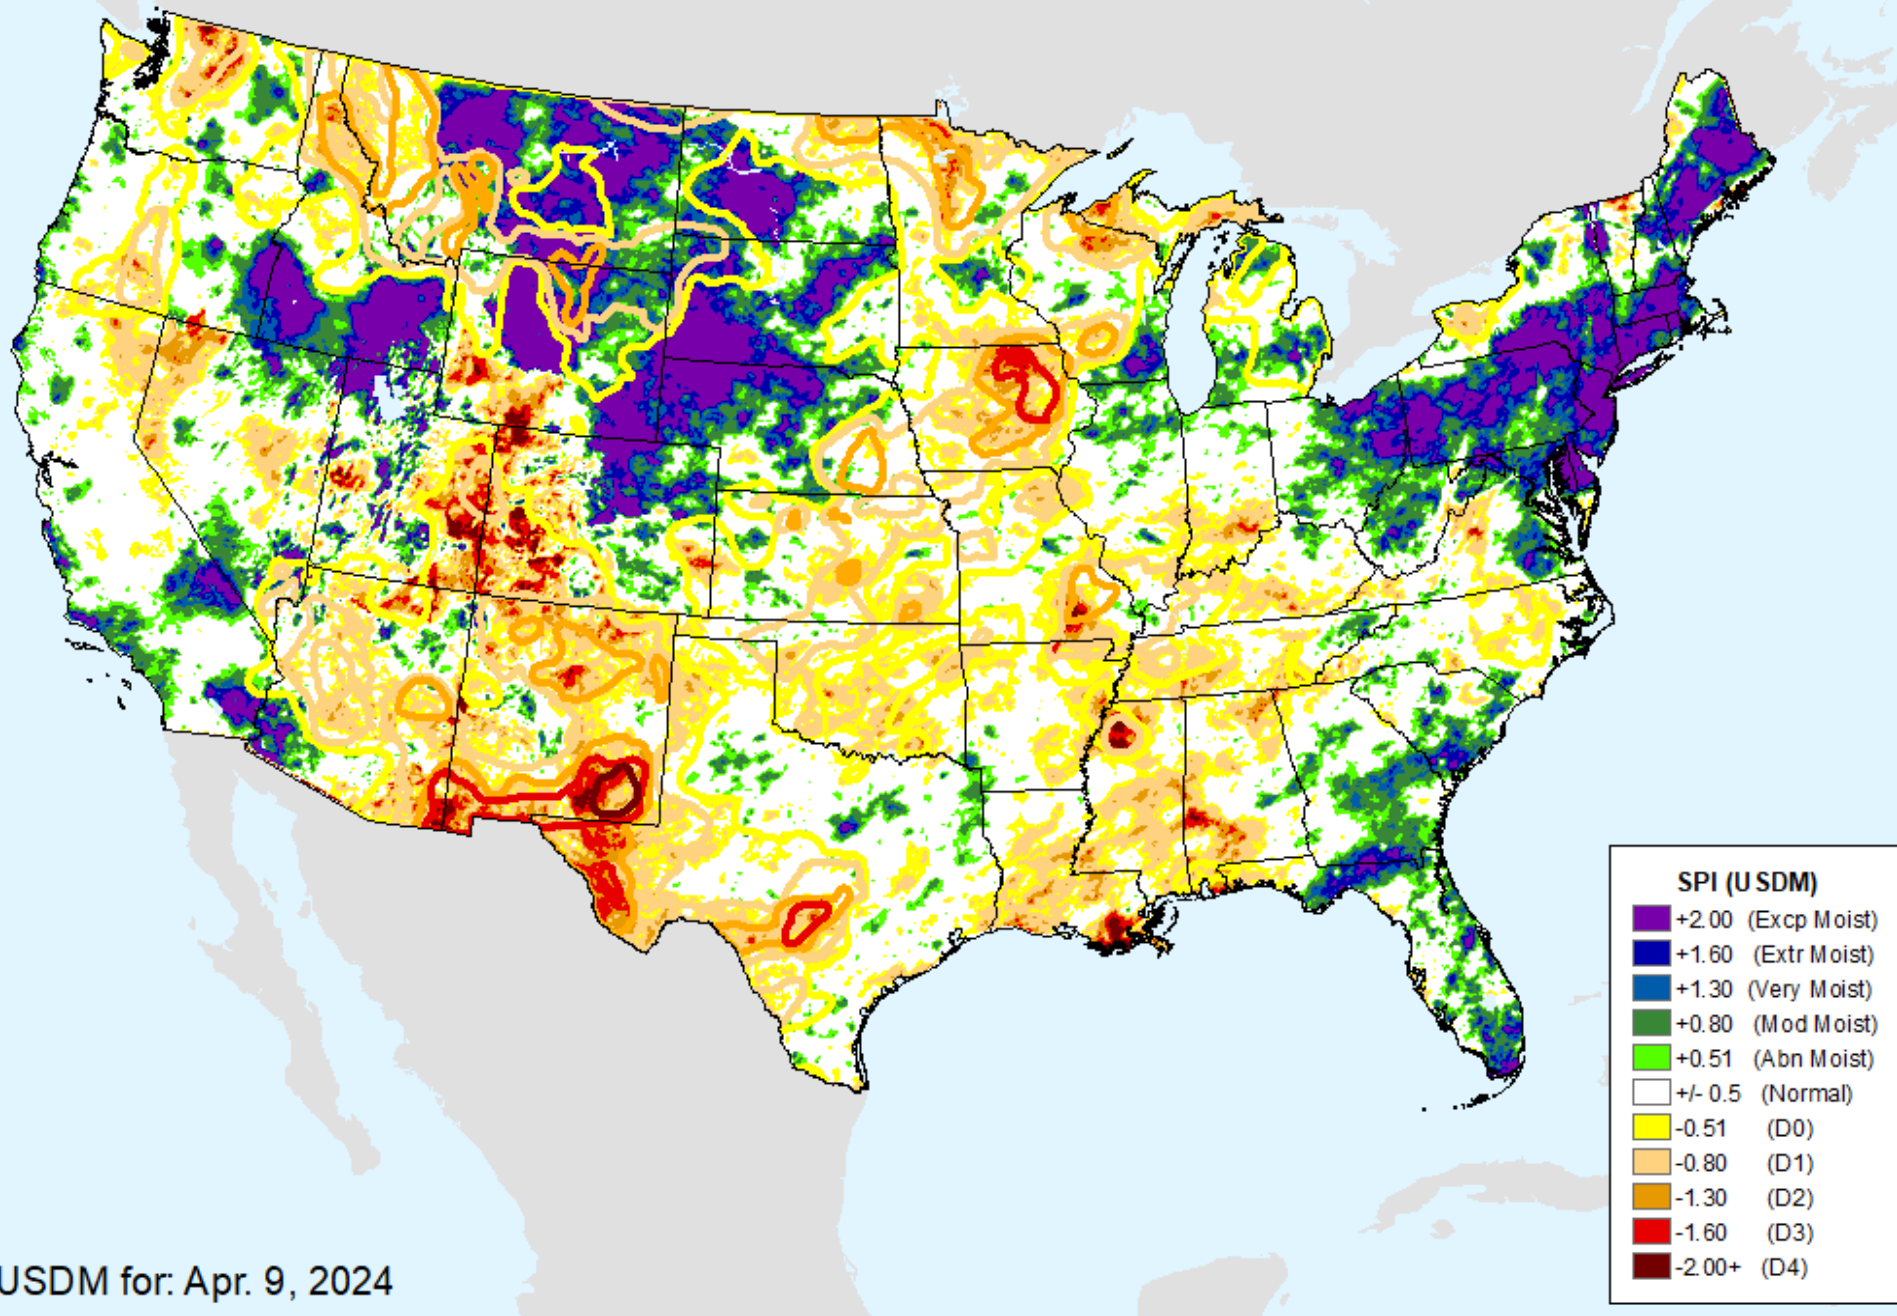 SPI (USDM)
+2.00 (Excp Moist)
+1.60 (Extr Moist)
+1.30 (Very Moist)
+0.80 (Mod Moist)
+0.51 (Abn Moist)
+/- 0.5 (Normal)
-0.51 (D0)
-0.80 (D1)
-1.30 (D2)
-1.60 (D3)
-2.00+ (D4)
USDM for: Apr. 9, 2024